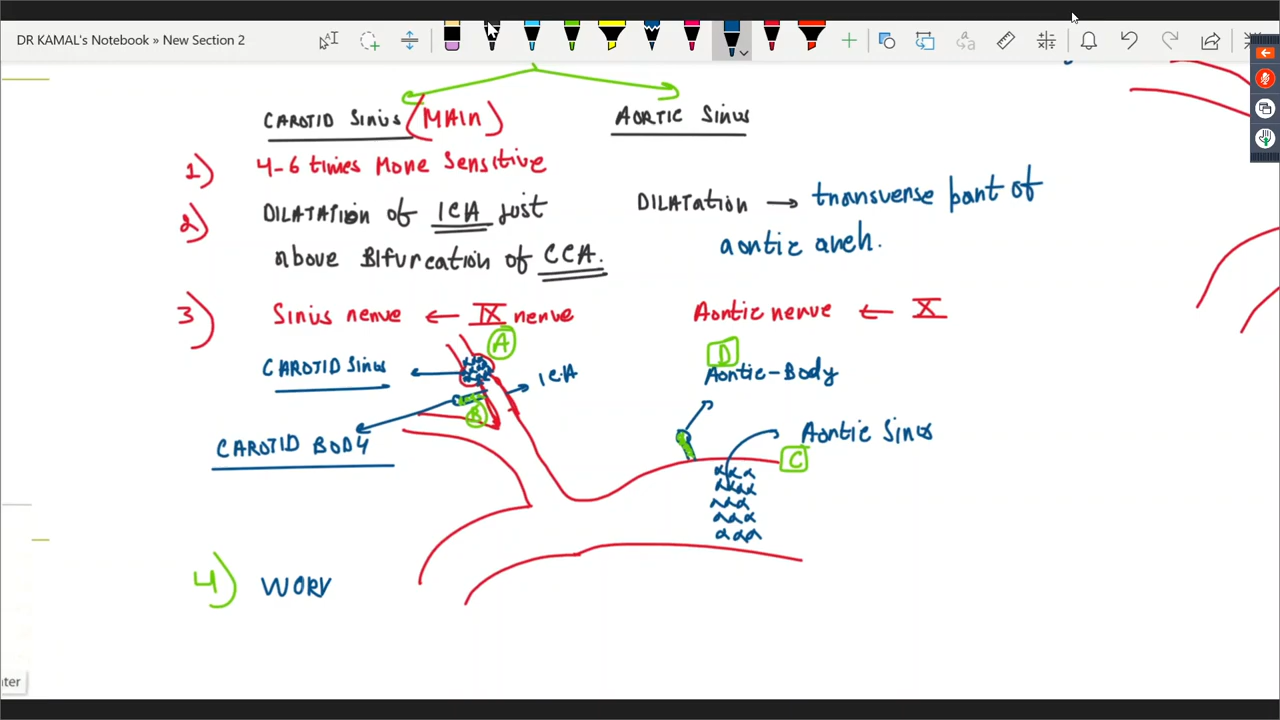 DR KAMAL's Notebook » New Section 2
CAROTID Sinus (MAIN)
AORTIC Sinus
1) 4-6 times More Sensitive
2) DILATATION of ICA Just
above Bifurcation of CCA.
DILATATION → transverse part of
aortic arch.
3) Sinus nerve ← IX nerve
Aortic nerve ← X
A
CAROTID Sinus
ICA
B
CAROTID BODY
D
Aortic-Body
Aortic Sinus
C
4) WORK
nter